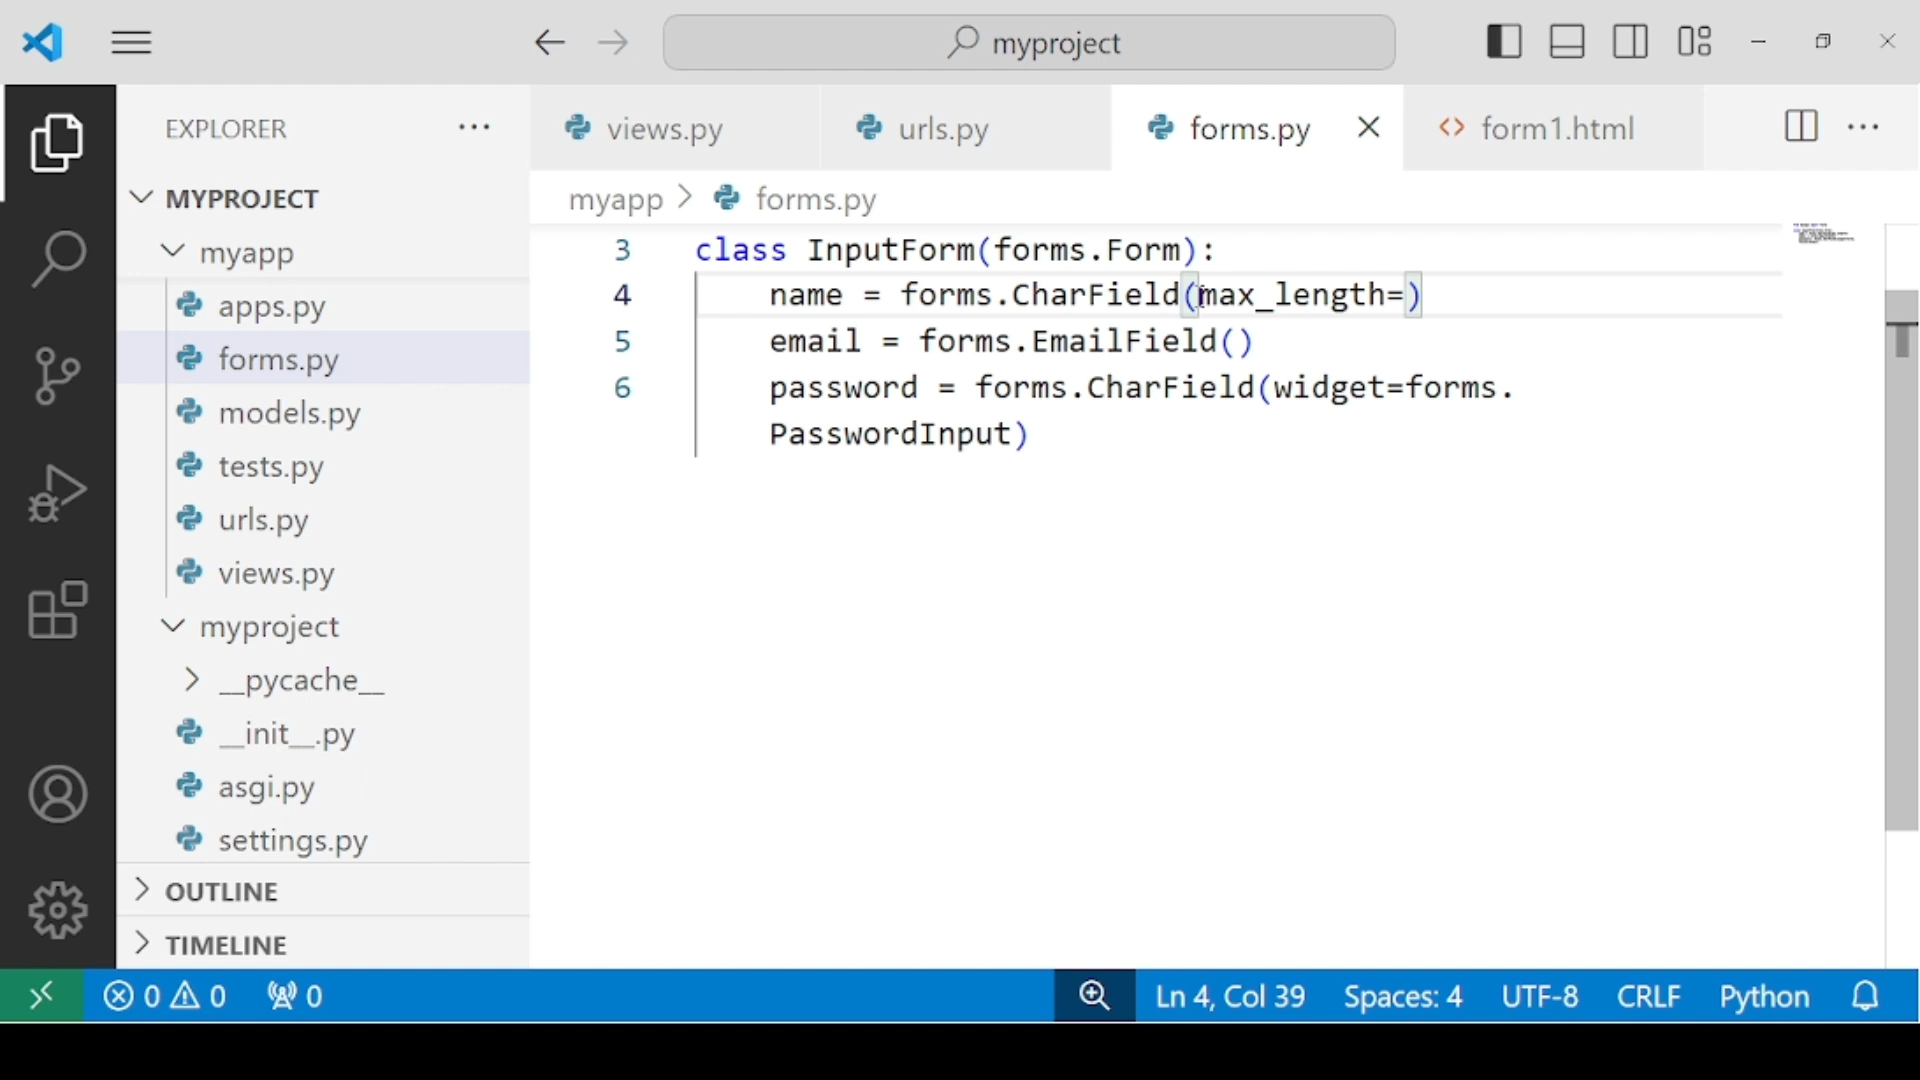 myproject
EXPLORER
views.py
urls.py
forms.py
form1.html
MYPROJECT
myapp
apps.py
forms.py
models.py
tests.py
urls.py
views.py
myproject
__pycache__
__init__.py
asgi.py
settings.py
OUTLINE
TIMELINE
myapp > forms.py
3 class InputForm(forms.Form):
4 name = forms.CharField(max_length=)
5 email = forms.EmailField()
6 password = forms.CharField(widget=forms.
PasswordInput)
0 0 0 Ln 4, Col 39 Spaces: 4 UTF-8 CRLF Python